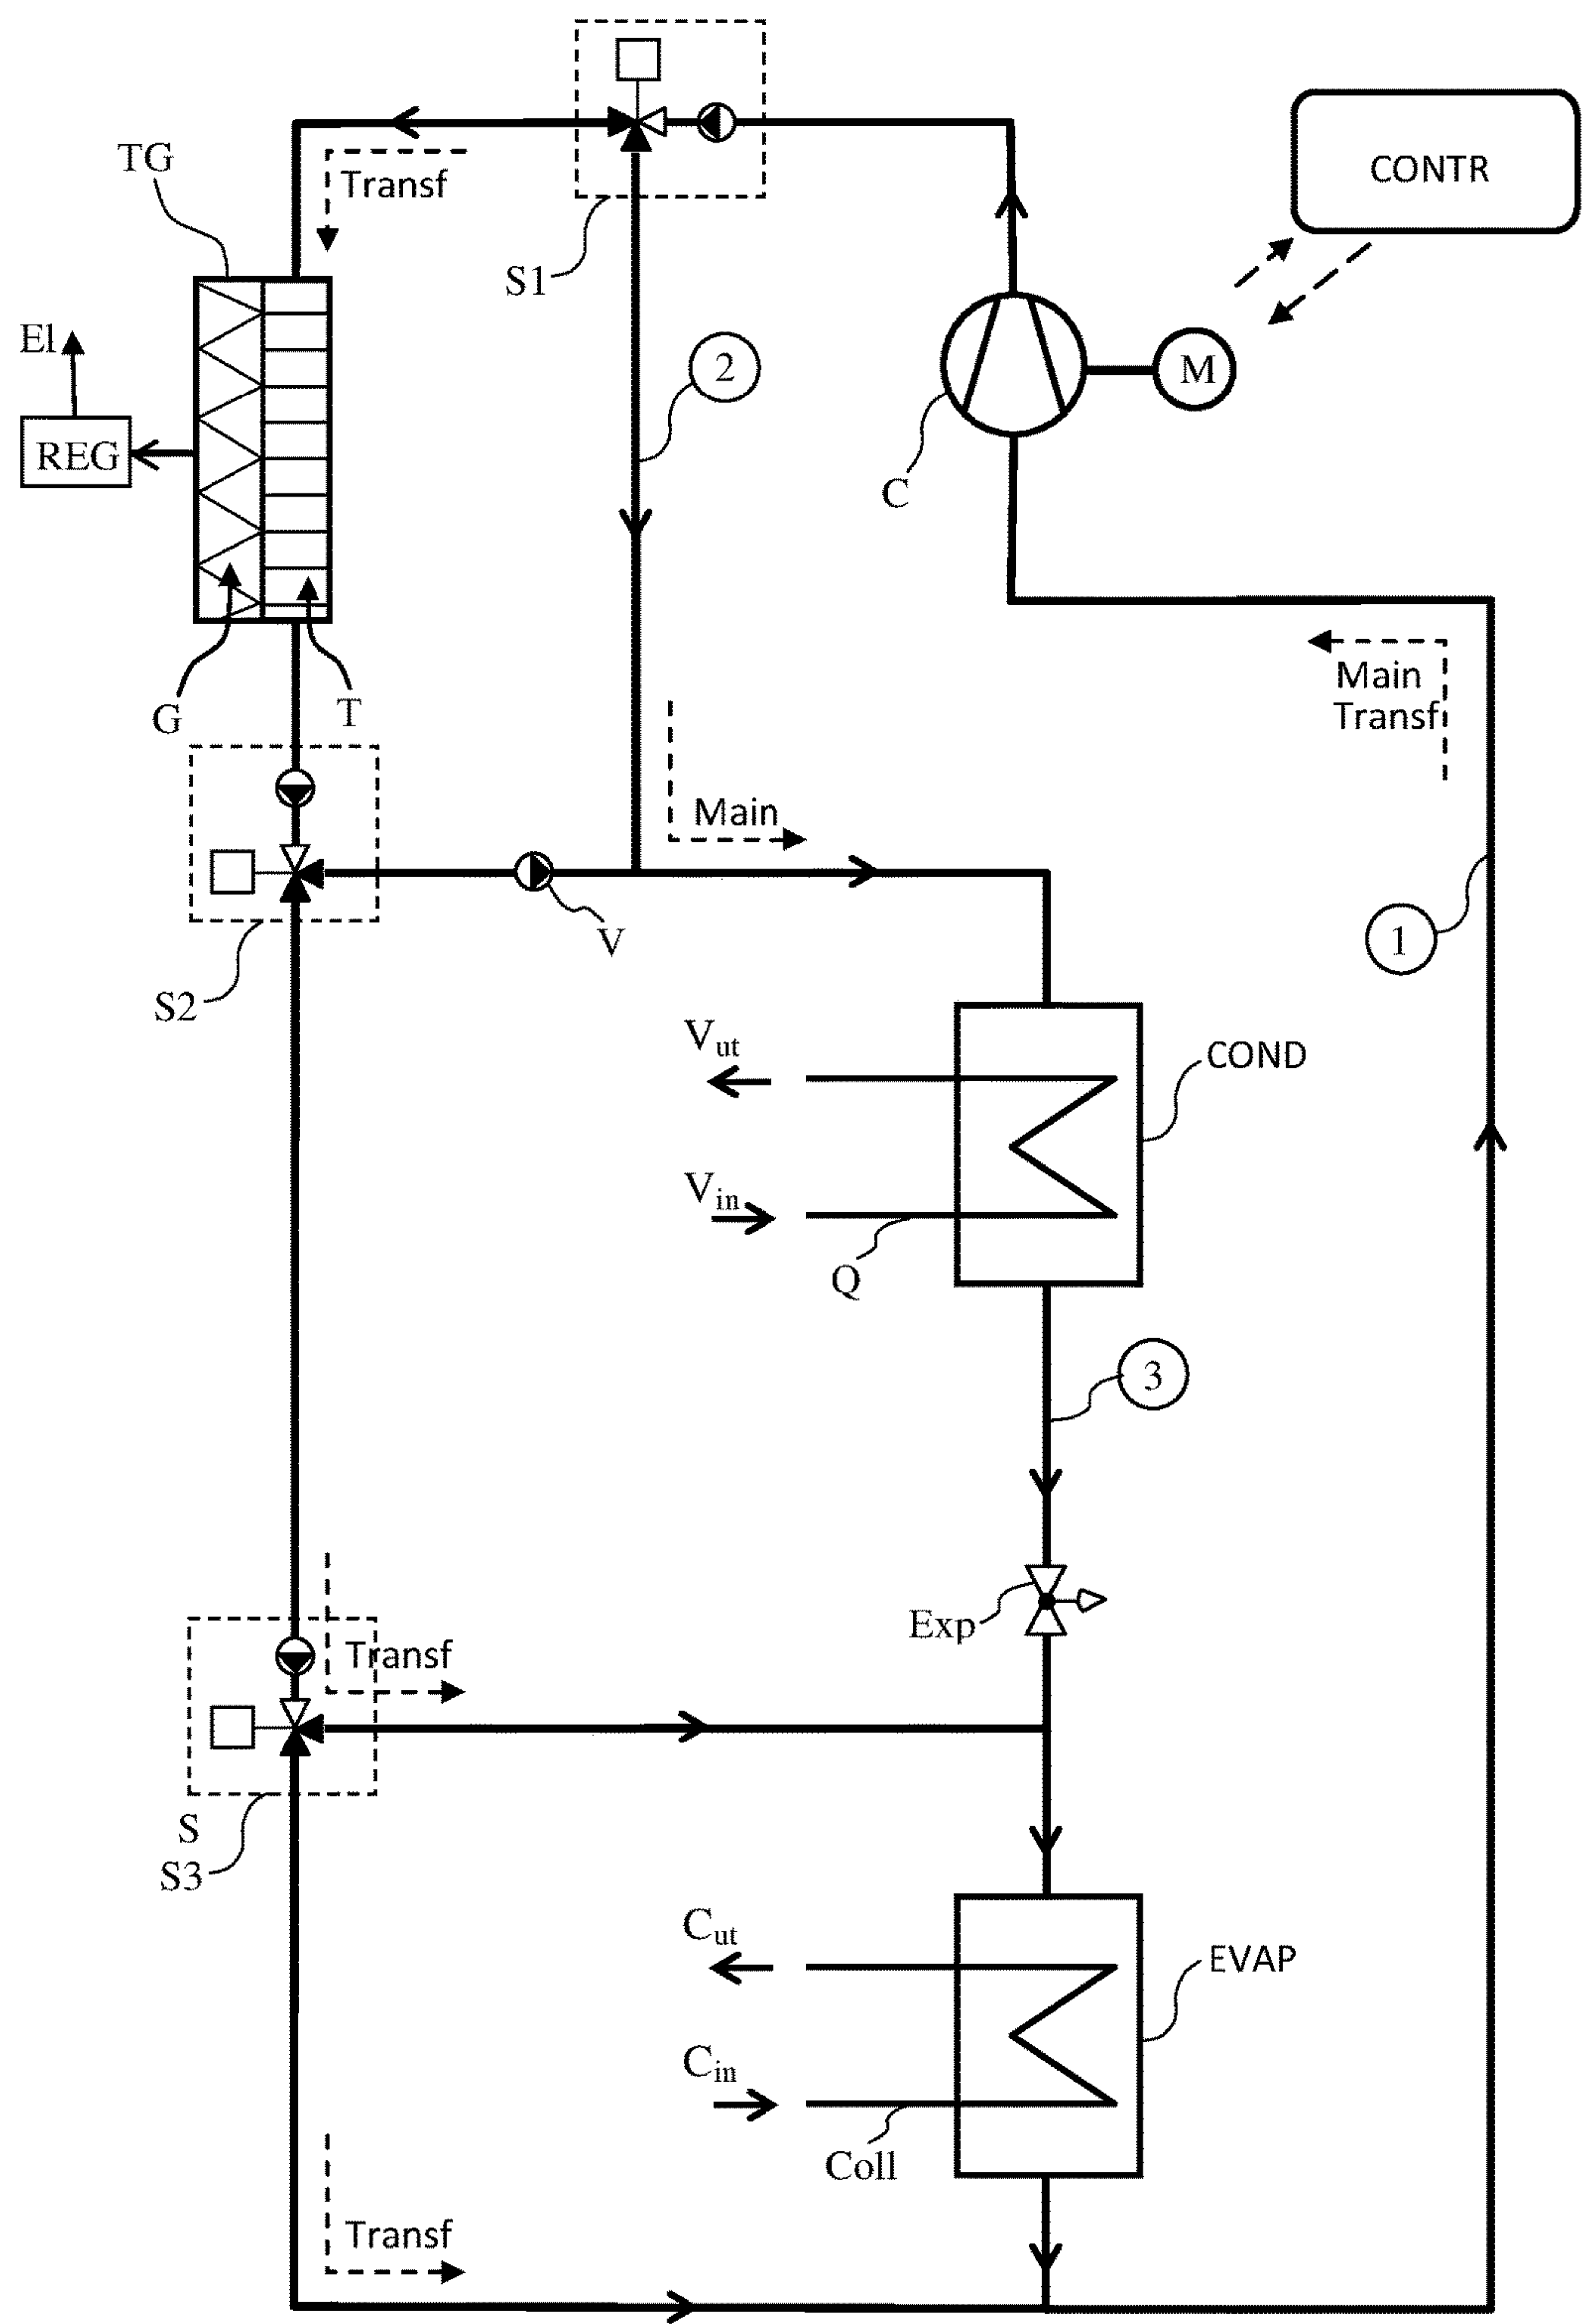 CONTR
TG
Transf
S1
El
2
M
REG
C
Main
Transf
G
T
Main
V
1
S2
Vut
COND
Vin
Q
3
Exp
Transf
S
S3
Cut
EVAP
Cin
Coll
Transf